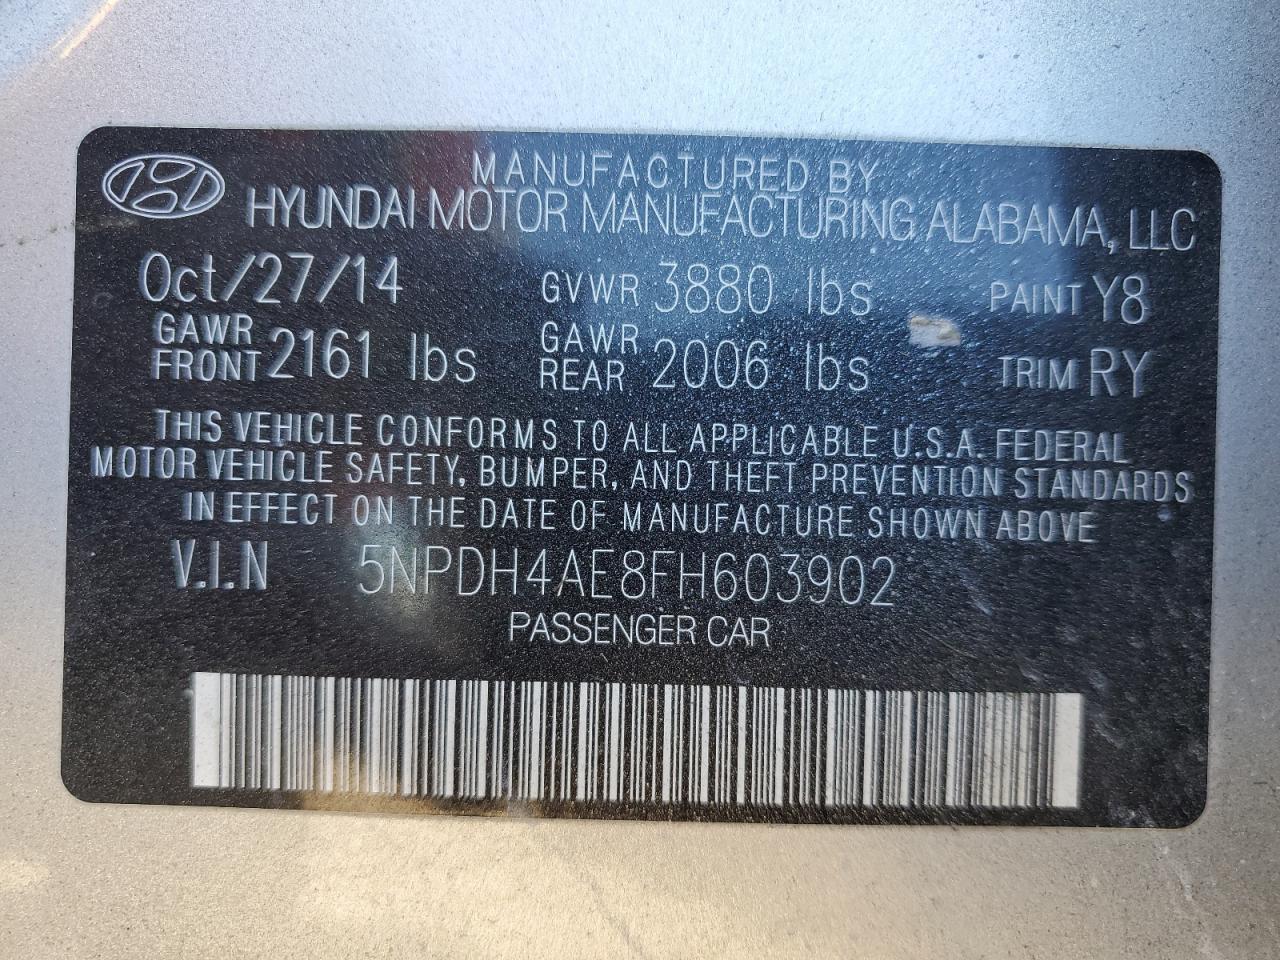 MANUFACTURED BY
HYUNDAI MOTOR MANUFACTURING ALABAMA, LLC
Oct/27/14 GVWR 3880 lbs PAINT Y8
GAWR FRONT 2161 lbs GAWR REAR 2006 lbs TRIM RY
THIS VEHICLE CONFORMS TO ALL APPLICABLE U.S.A. FEDERAL
MOTOR VEHICLE SAFETY, BUMPER, AND THEFT PREVENTION STANDARDS
IN EFFECT ON THE DATE OF MANUFACTURE SHOWN ABOVE
V.I.N 5NPDH4AE8FH603902
PASSENGER CAR